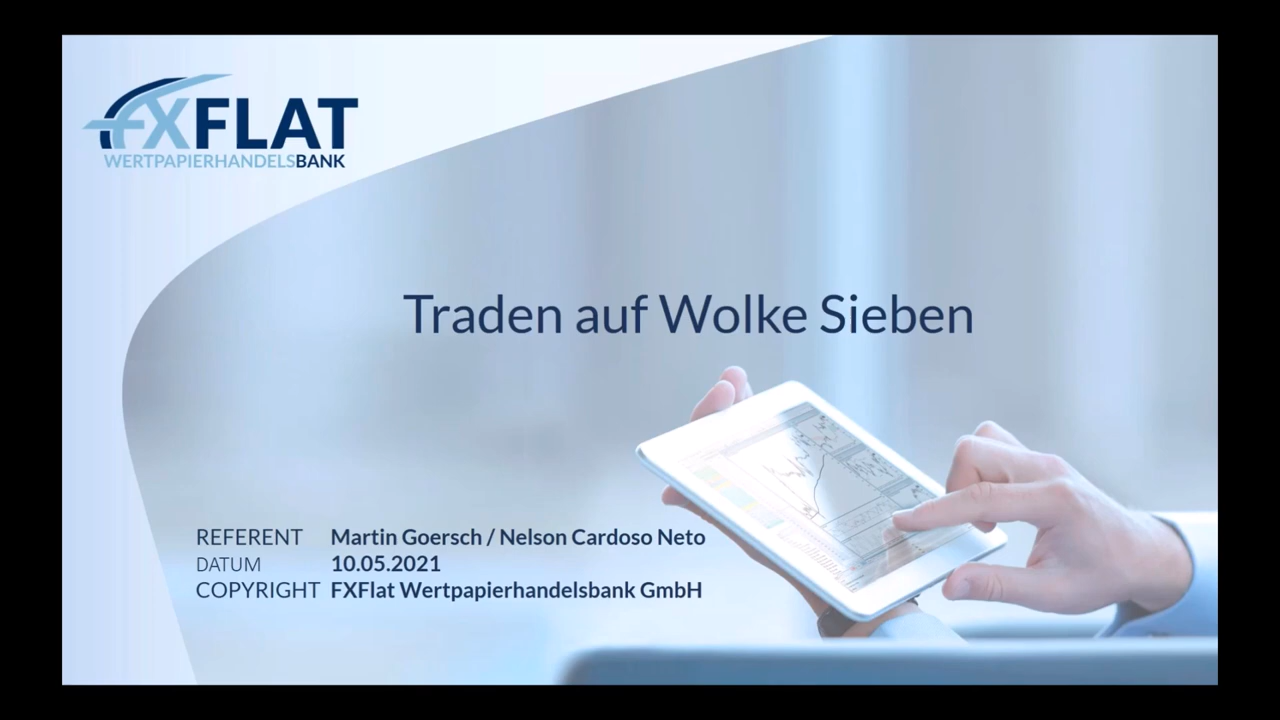 FXFLAT
WERTPAPIERHANDELSBANK
Traden auf Wolke Sieben
REFERENT Martin Goersch / Nelson Cardoso Neto
DATUM 10.05.2021
COPYRIGHT FXFlat Wertpapierhandelsbank GmbH